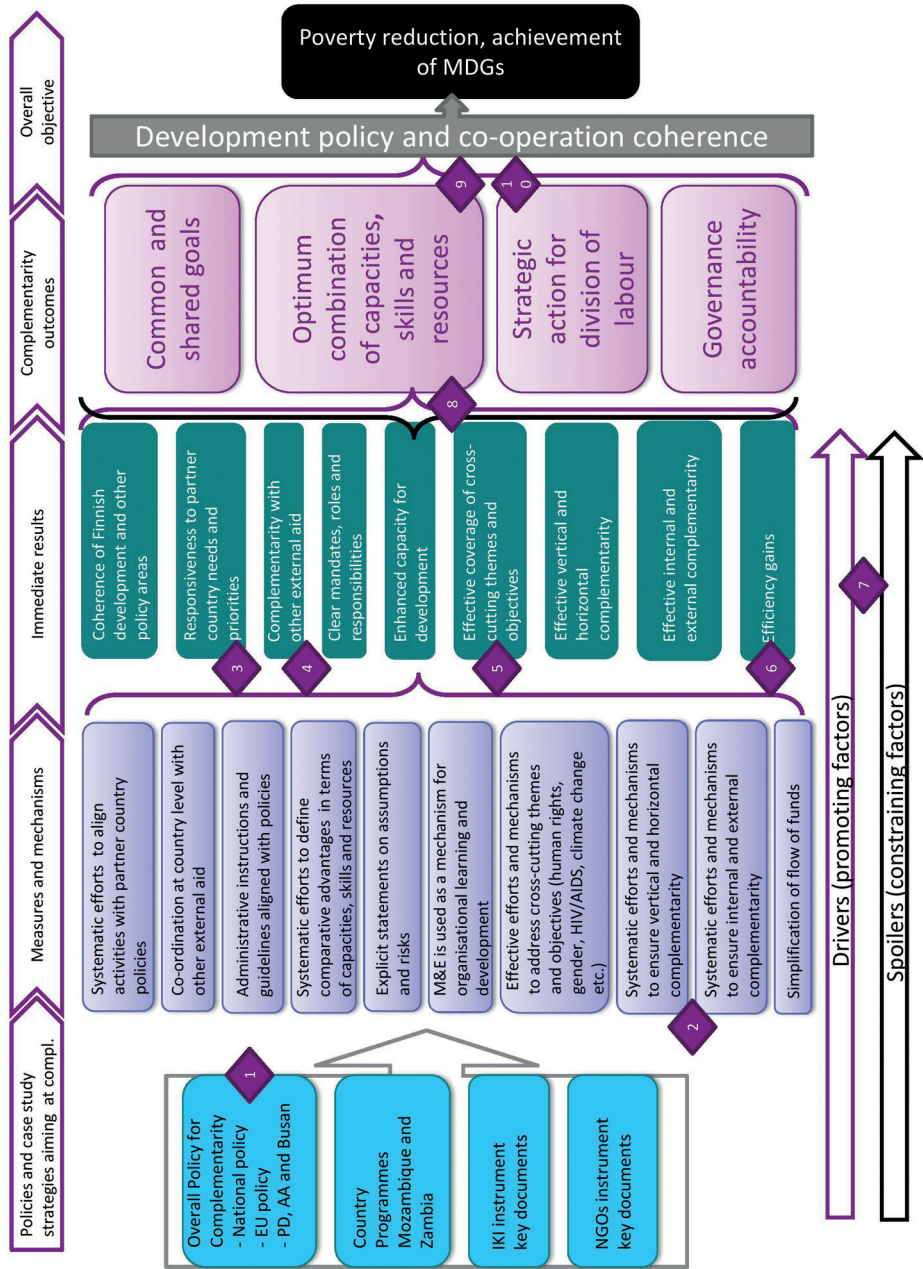 Policies and case study
strategies aiming at compl.
Measures and mechanisms
Immediate results
Complementarity
outcomes
Overall
objective
Overall Policy for
Complementarity
- National policy
- EU policy
- PD, AA and Busan
1
Country
Programmes
Mozambique and
Zambia
IKI instrument
key documents
NGOs instrument
key documents
Systematic efforts to align
activities with partner country
policies
Co-ordination at country level with
other external aid
Administrative instructions and
guidelines aligned with policies
Systematic efforts to define
comparative advantages in terms
of capacities, skills and resources
Explicit statements on assumptions
and risks
M&E is used as a mechanism for
organisational learning and
development
Effective efforts and mechanisms
to address cross-cutting themes
and objectives (human rights,
gender, HIV/AIDS, climate change
etc.)
Systematic efforts and mechanisms
to ensure vertical and horizontal
complementarity
2
Systematic efforts and mechanisms
to ensure internal and external
complementarity
Simplification of flow of funds
Coherence of Finnish
development and other
policy areas
Responsiveness to partner
country needs and
priorities
3
Complementarity with
other external aid
4
Clear mandates, roles and
responsibilities
Enhanced capacity for
development
Effective coverage of cross-
cutting themes and
objectives
5
Effective vertical and
horizontal
complementarity
Effective internal and
external complementarity
Efficiency gains
6
8
Common and
shared goals
Optimum
combination
of capacities,
skills and
resources
9
Strategic
action for
division of
labour
1
0
Governance
accountability
Development policy and co-operation coherence
Poverty reduction, achievement
of MDGs
Drivers (promoting factors)
7
Spoilers (constraining factors)